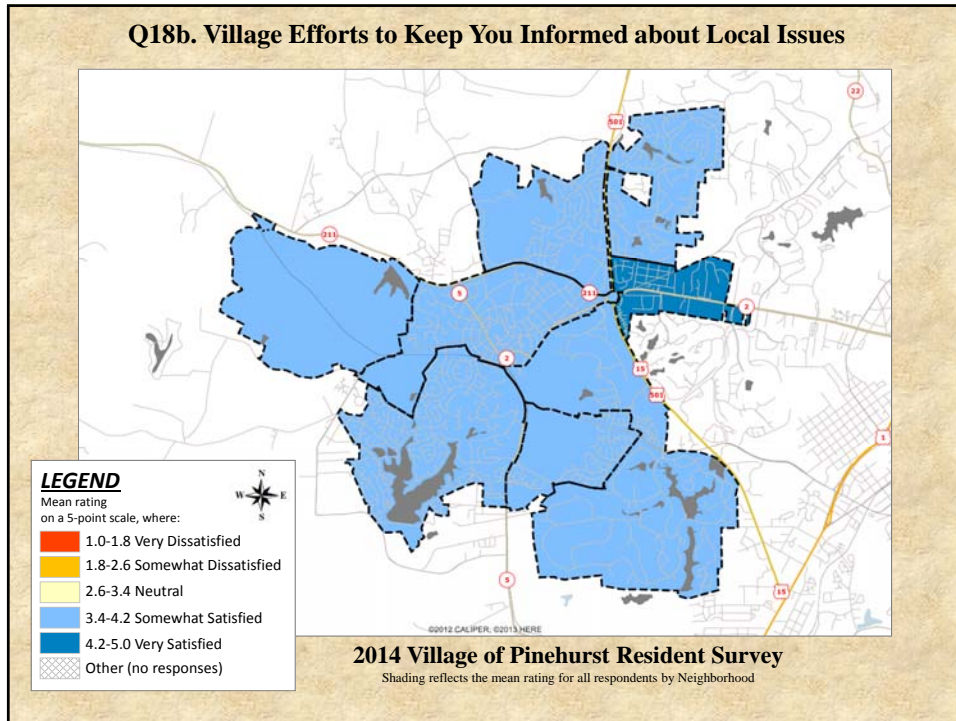 Q18b. Village Efforts to Keep You Informed about Local Issues
22
501
211
5
211
2
2
15
501
1
5
15
LEGEND
Mean rating
on a 5-point scale, where:
N
W E
S
1.0-1.8 Very Dissatisfied
1.8-2.6 Somewhat Dissatisfied
2.6-3.4 Neutral
3.4-4.2 Somewhat Satisfied
4.2-5.0 Very Satisfied
Other (no responses)
©2012 CALIPER, ©2013 HERE
2014 Village of Pinehurst Resident Survey
Shading reflects the mean rating for all respondents by Neighborhood